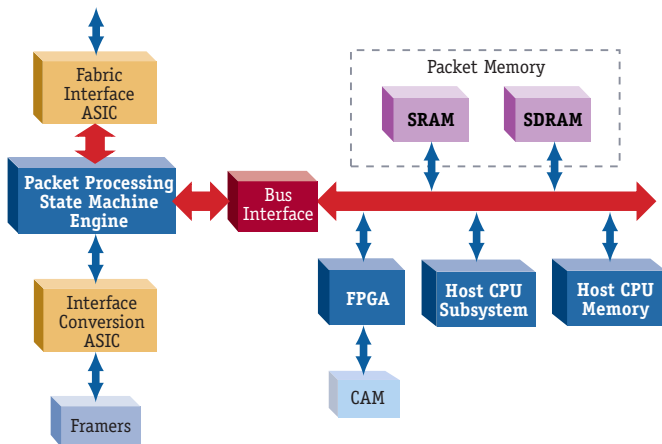 Fabric
Interface
ASIC
Packet Memory
SRAM
SDRAM
Packet Processing
State Machine
Engine
Bus
Interface
Interface
Conversion
ASIC
FPGA
Host CPU
Subsystem
Host CPU
Memory
Framers
CAM